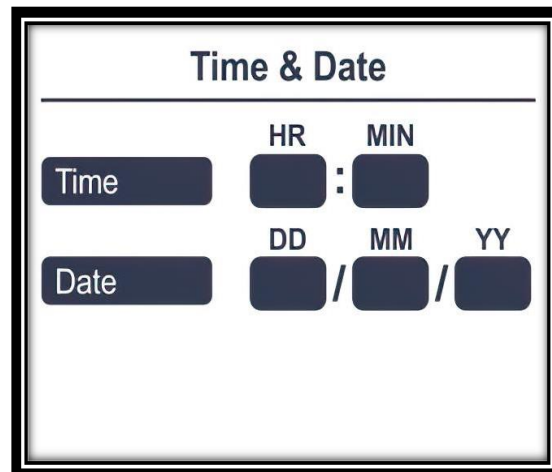 Time & Date
HR MIN
Time :
DD MM YY
Date / /